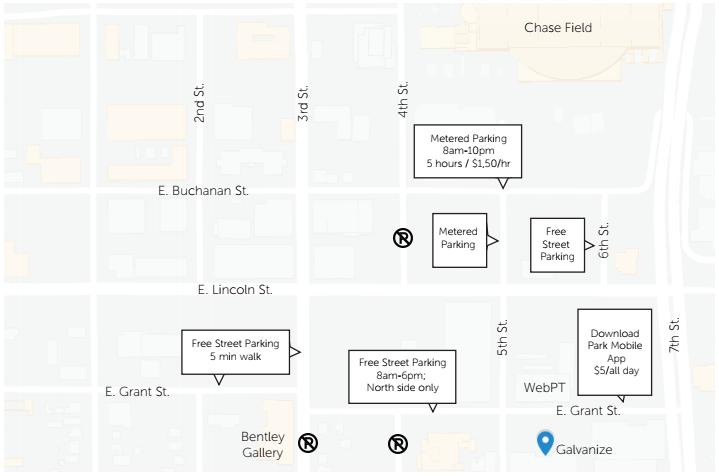 Chase Field
2nd St.
3rd St.
4th St.
Metered Parking
8am-10pm
5 hours / $1,50/hr
E. Buchanan St.
Metered
Parking
Free
Street
Parking
6th St.
E. Lincoln St.
Free Street Parking
5 min walk
Free Street Parking
8am-6pm;
North side only
5th St.
Download
Park Mobile
App
$5/all day
7th St.
WebPT
E. Grant St.
E. Grant St.
Bentley
Gallery
Galvanize